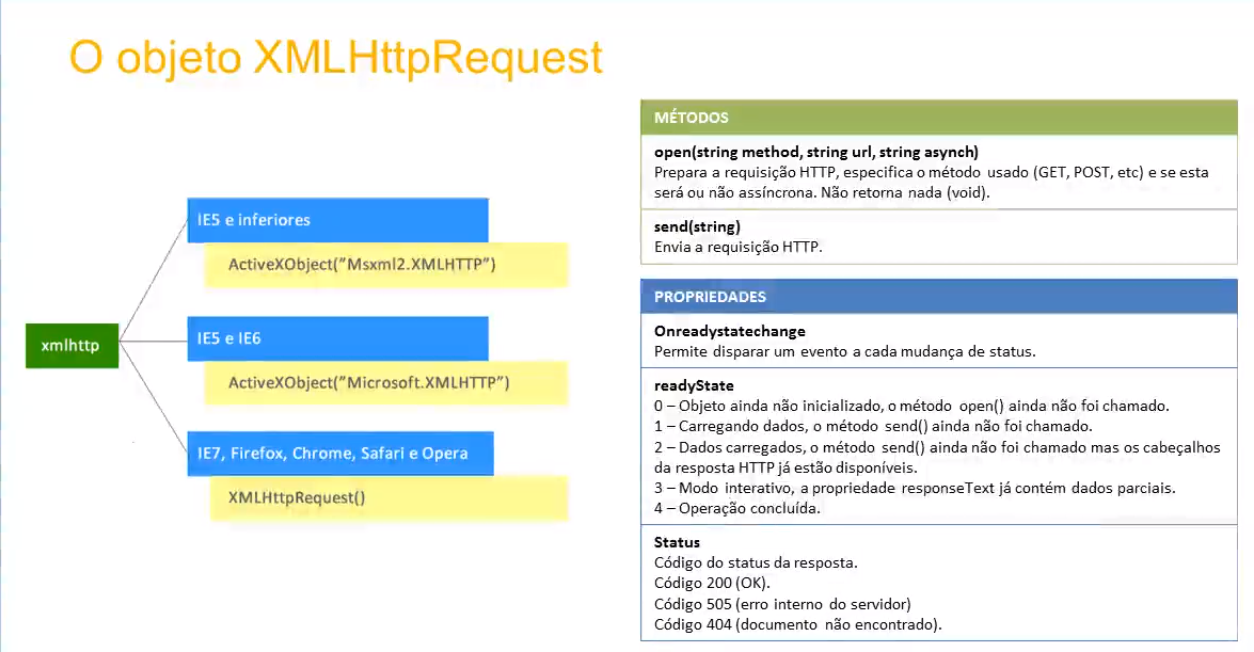 O objeto XMLHttpRequest
xmlhttp
IE5 e inferiores
ActiveXObject("Msxml2.XMLHTTP")
IE5 e IE6
ActiveXObject("Microsoft.XMLHTTP")
IE7, Firefox, Chrome, Safari e Opera
XMLHttpRequest()
MÉTODOS
open(string method, string url, string asynch)
Prepara a requisição HTTP, especifica o método usado (GET, POST, etc) e se esta
será ou não assíncrona. Não retorna nada (void).
send(string)
Envia a requisição HTTP.
PROPRIEDADES
Onreadystatechange
Permite disparar um evento a cada mudança de status.
readyState
0 – Objeto ainda não inicializado, o método open() ainda não foi chamado.
1 – Carregando dados, o método send() ainda não foi chamado.
2 – Dados carregados, o método send() ainda não foi chamado mas os cabeçalhos
da resposta HTTP já estão disponíveis.
3 – Modo interativo, a propriedade responseText já contém dados parciais.
4 – Operação concluída.
Status
Código do status da resposta.
Código 200 (OK).
Código 505 (erro interno do servidor)
Código 404 (documento não encontrado).